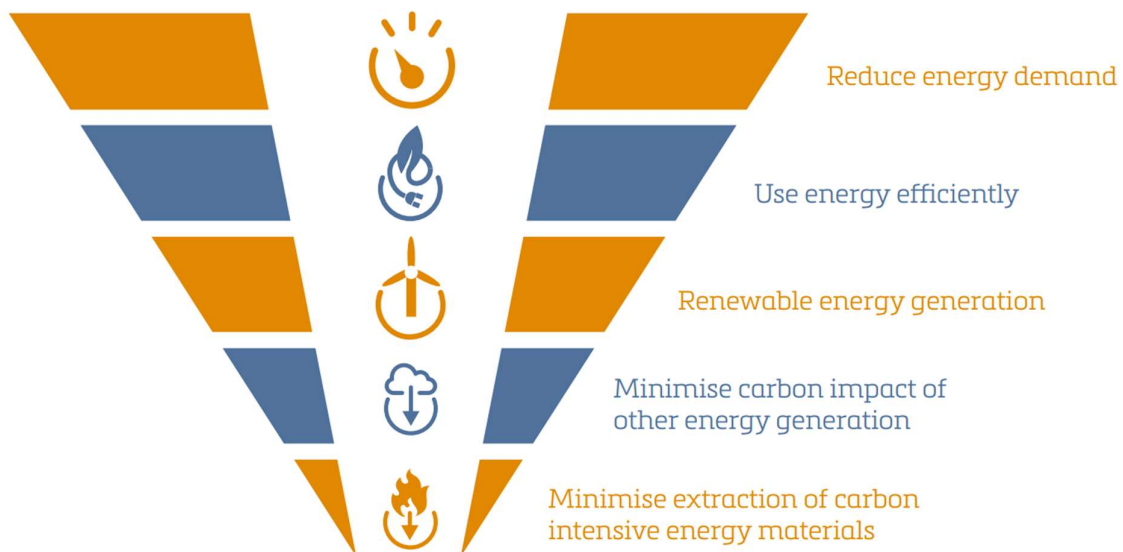 Reduce energy demand
Use energy efficiently
Renewable energy generation
Minimise carbon impact of
other energy generation
Minimise extraction of carbon
intensive energy materials